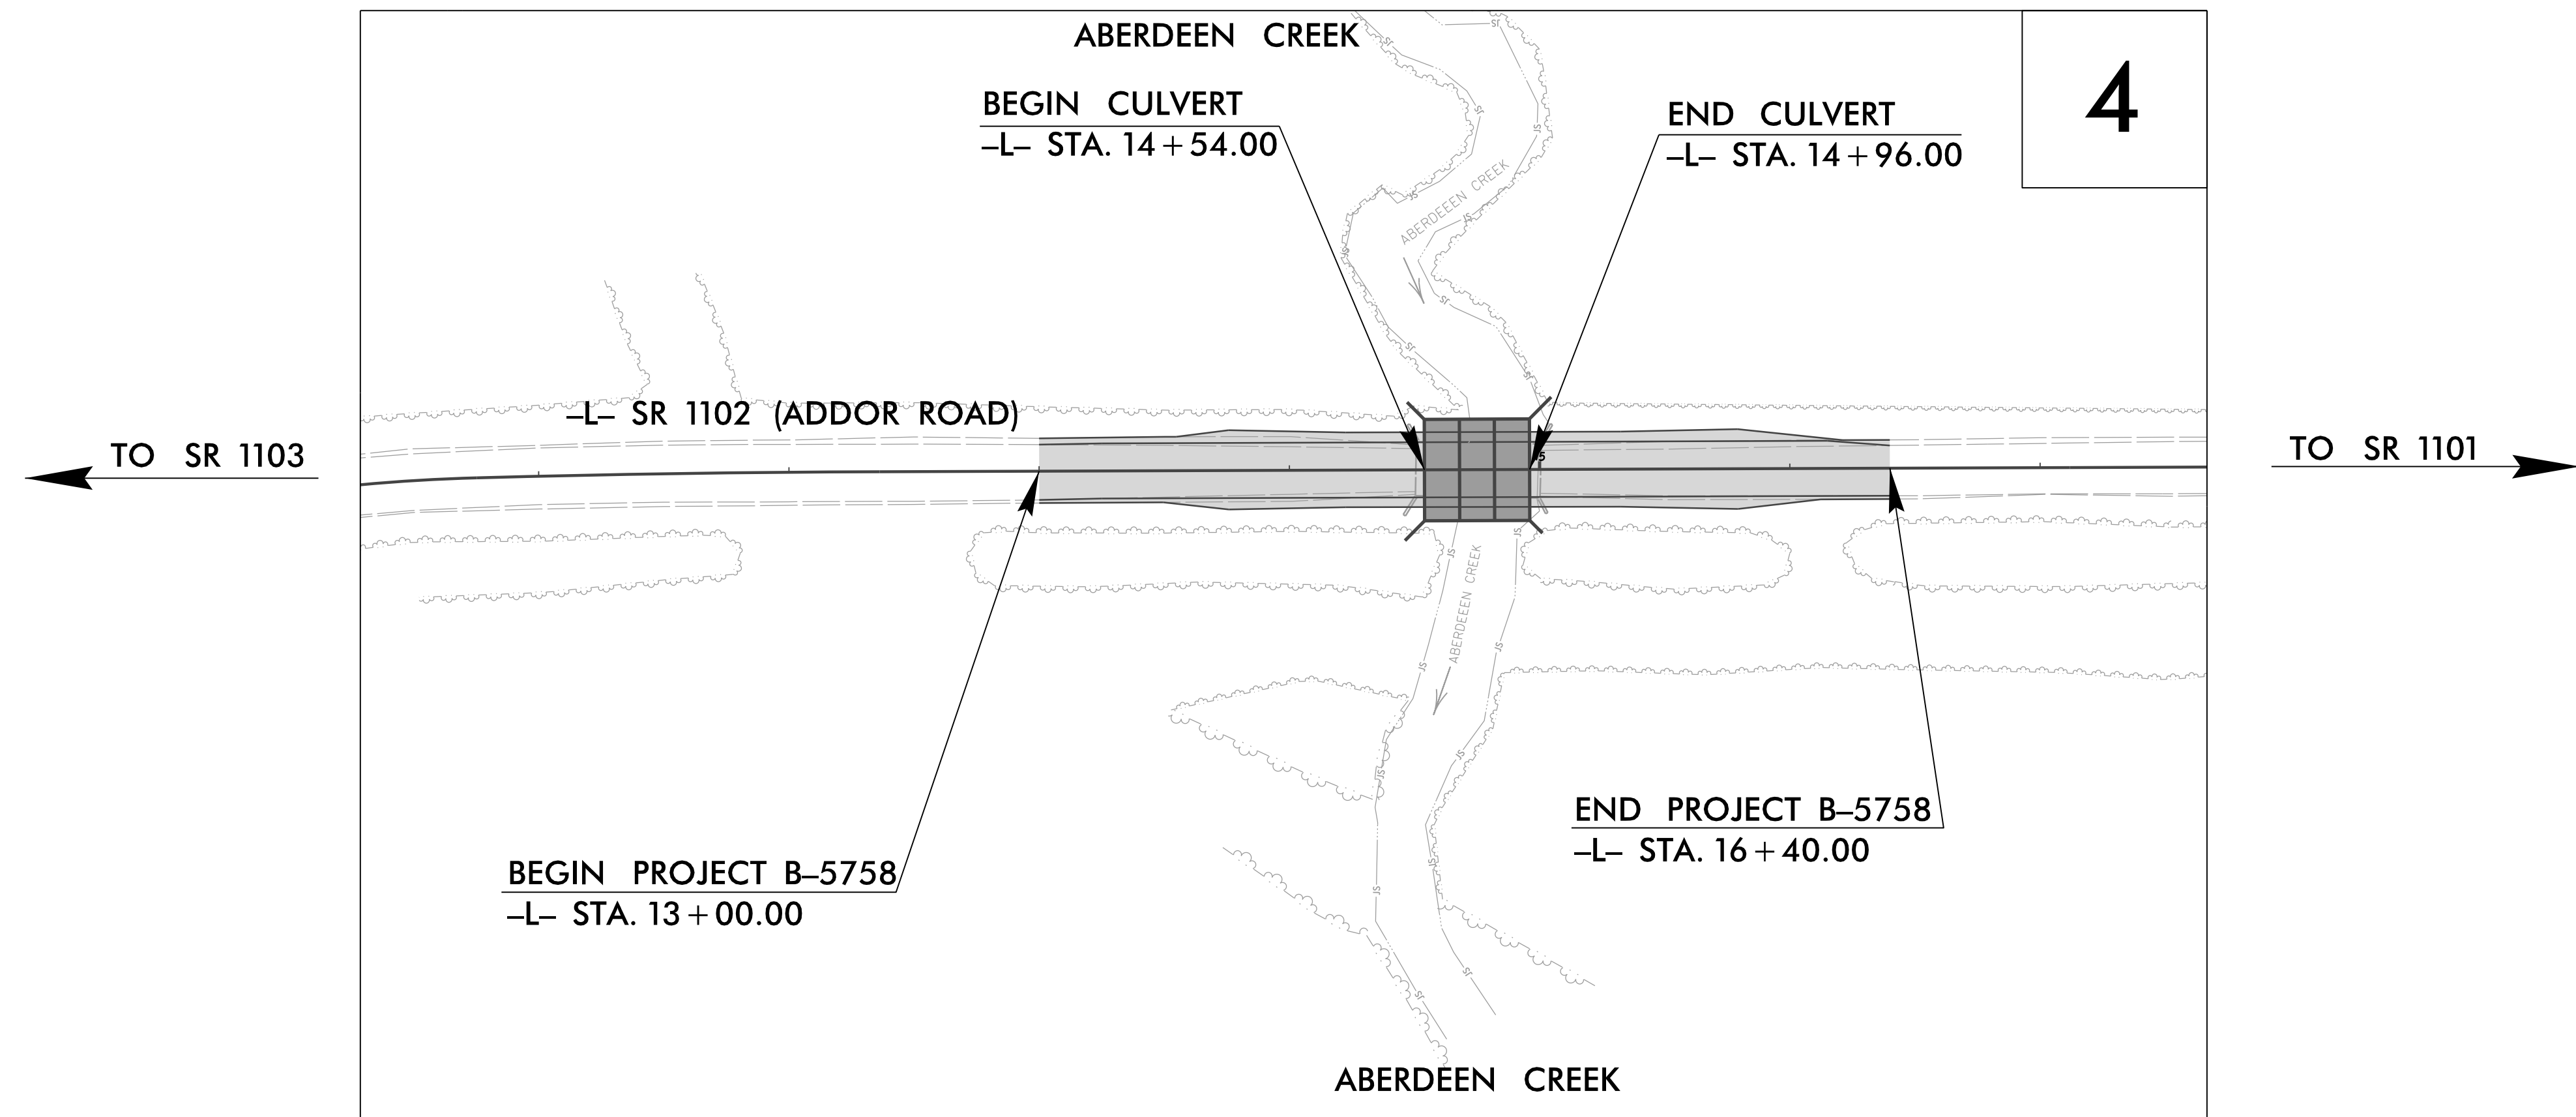 ABERDEEN CREEK
4
BEGIN CULVERT
–L– STA. 14+54.00
END CULVERT
–L– STA. 14+96.00
ABERDEEEN CREEK
–L– SR 1102 (ADDOR ROAD)
TO SR 1103
TO SR 1101
15
ABERDEEN CREEK
BEGIN PROJECT B–5758
–L– STA. 13+00.00
END PROJECT B–5758
–L– STA. 16+40.00
ABERDEEN CREEK